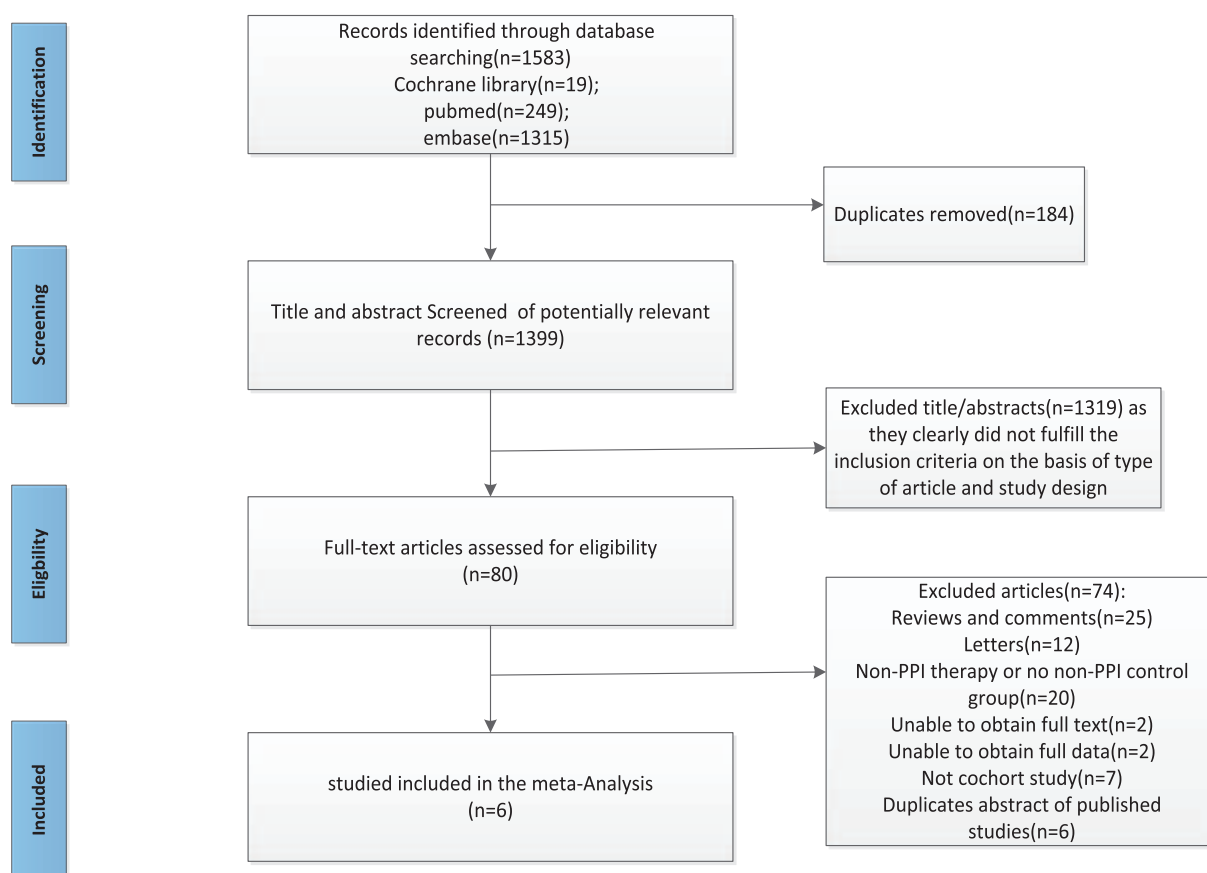 Identification
Records identified through database
searching(n=1583)
Cochrane library(n=19);
pubmed(n=249);
embase(n=1315)
Duplicates removed(n=184)
Screening
Title and abstract Screened of potentially relevant
records (n=1399)
Excluded title/abstracts(n=1319) as
they clearly did not fulfill the
inclusion criteria on the basis of type
of article and study design
Eligbility
Full-text articles assessed for eligibility
(n=80)
Excluded articles(n=74):
Reviews and comments(n=25)
Letters(n=12)
Non-PPI therapy or no non-PPI control
group(n=20)
Unable to obtain full text(n=2)
Unable to obtain full data(n=2)
Not cochort study(n=7)
Duplicates abstract of published
studies(n=6)
Included
studied included in the meta-Analysis
(n=6)